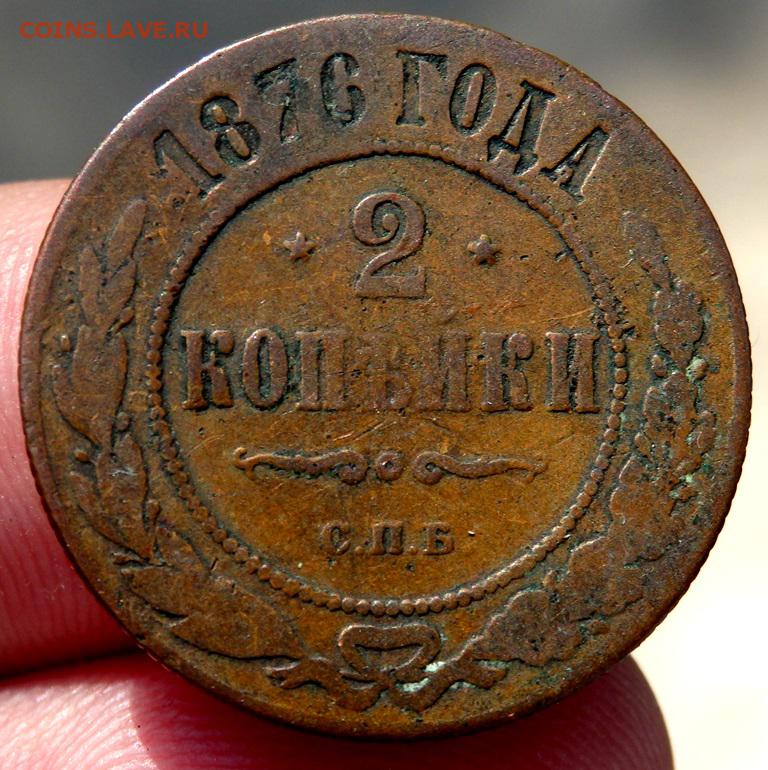 COINS.LAVE.RU
1876 ГОДА
2
КОПѢЙКИ
С.П.Б